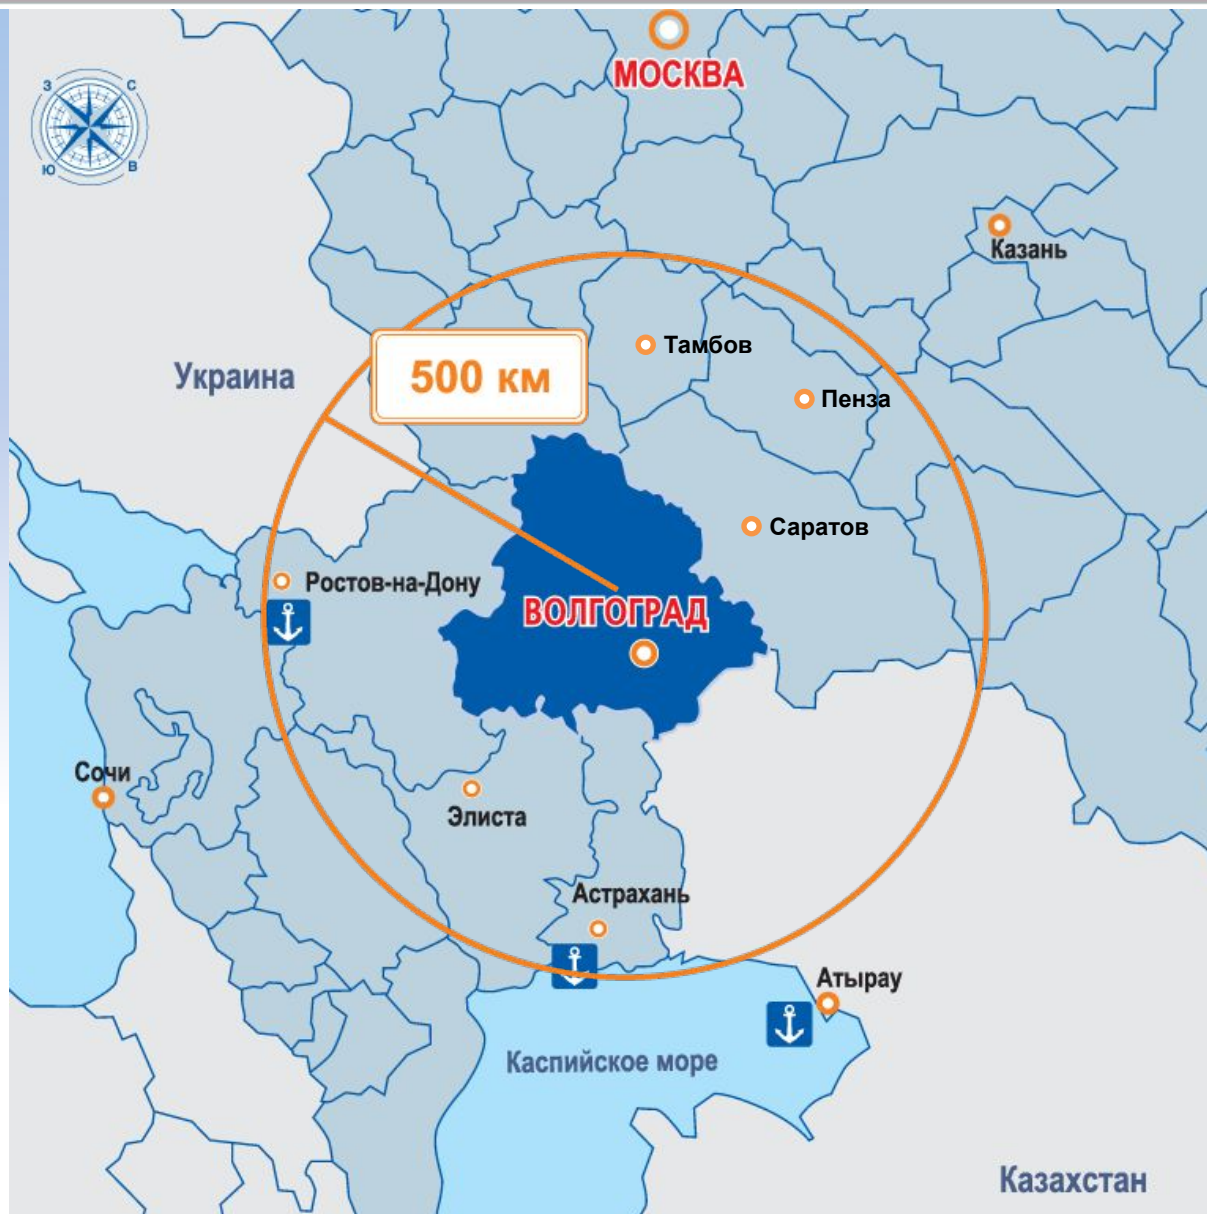 МОСКВА
З
С
Ю
В
Казань
Тамбов
Украина
500 км
Пенза
Саратов
Ростов-на-Дону
ВОЛГОГРАД
Сочи
Элиста
Астрахань
Атырау
Каспийское море
Казахстан